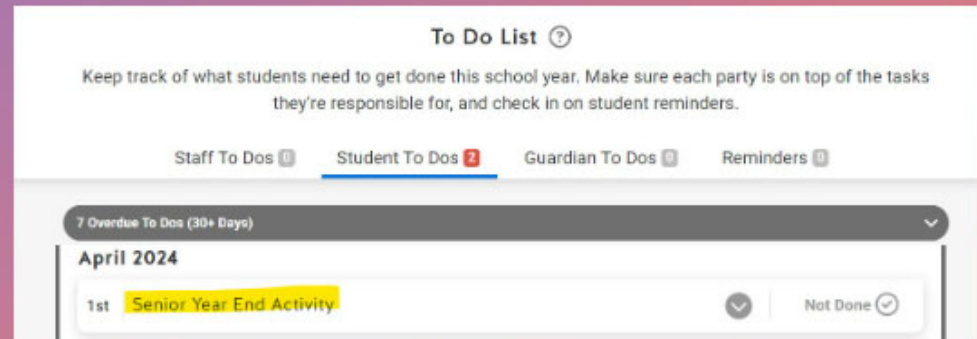 To Do List ?
Keep track of what students need to get done this school year. Make sure each party is on top of the tasks
they're responsible for, and check in on student reminders.
Staff To Dos 0 Student To Dos 2 Guardian To Dos 0 Reminders 0
7 Overdue To Dos (30+ Days)
April 2024
1st Senior Year End Activity Not Done